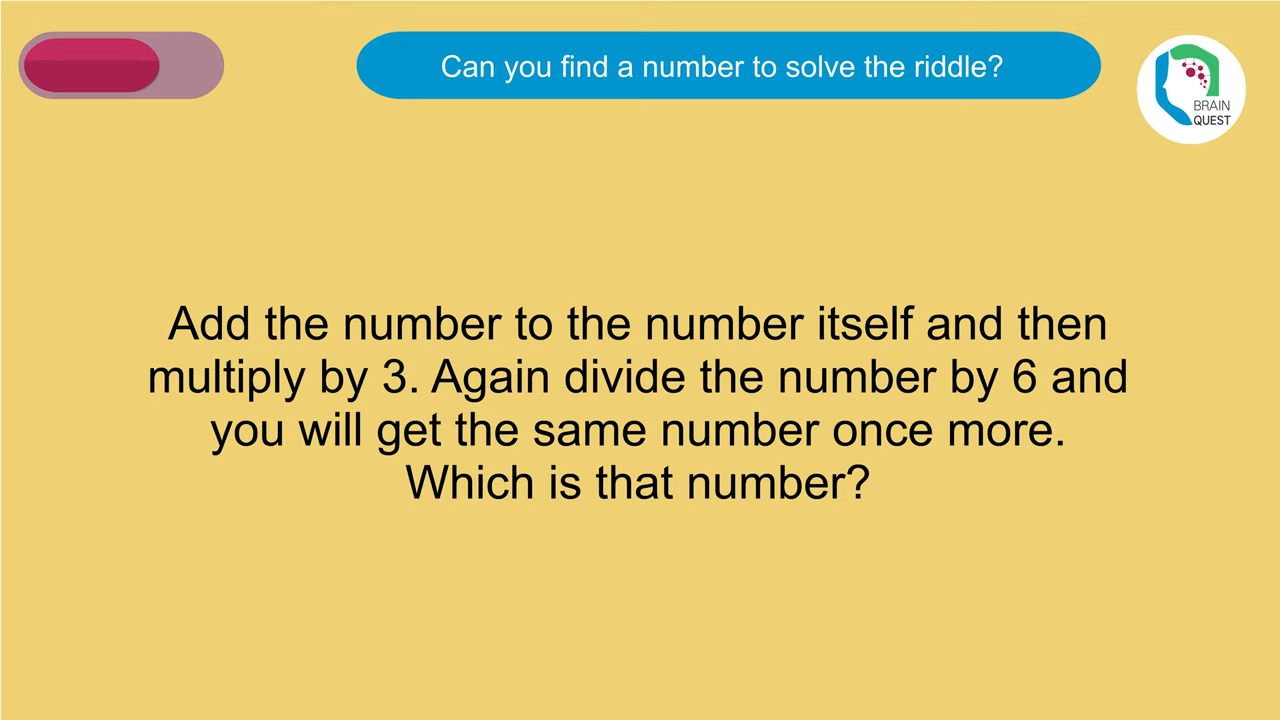 Can you find a number to solve the riddle?
BRAIN
QUEST
Add the number to the number itself and then
multiply by 3. Again divide the number by 6 and
you will get the same number once more.
Which is that number?